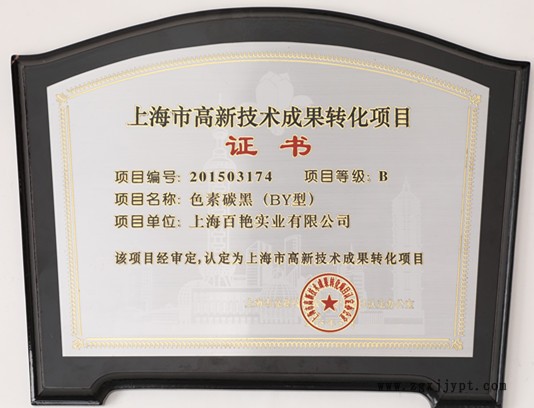 上海市高新技术成果转化项目
证书
项目编号: 201503174 项目等级: B
项目名称: 色素碳黑 (BY型)
项目单位: 上海百艳实业有限公司
该项目经审定,认定为上海市高新技术成果转化项目
www.zgzjjypt.com